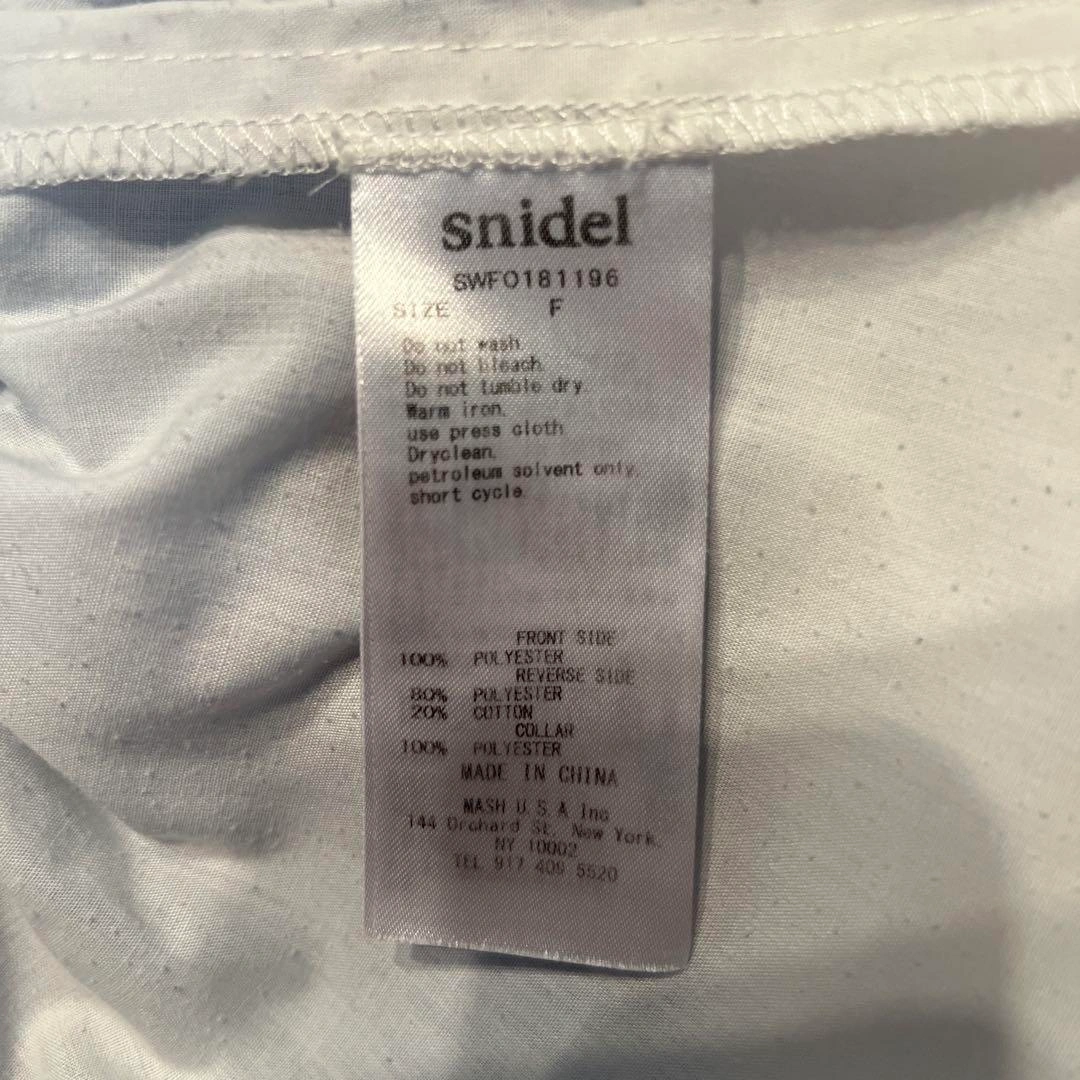 snidel
SWFO181196
SIZE F
Do not wash
Do not bleach.
Do not tumble dry.
Warm iron.
use press cloth
Dryclean.
petroleum solvent only.
short cycle.
FRONT SIDE
100% POLYESTER
REVERSE SIDE
80% POLYESTER
20% COTTON
COLLAR
100% POLYESTER
MADE IN CHINA
MASH U.S.A Inc
144 Orchard St, New York,
NY 10002
TEL 917 409 5520